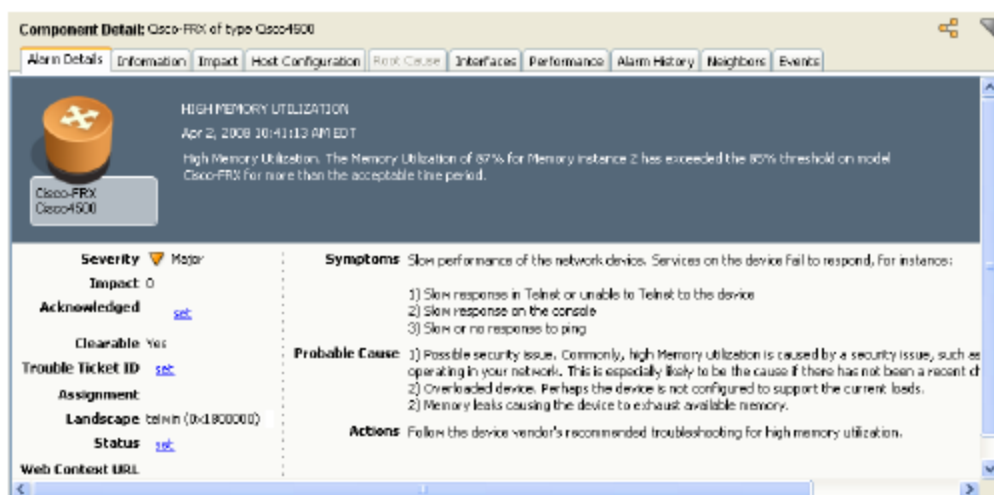 Component Detail: Cisco-FRX of type Cisco4500
Alarm Details Information Impact Host Configuration Root Cause Interfaces Performance Alarm History Neighbors Events
HIGH MEMORY UTILIZATION
Apr 2, 2008 10:41:13 AM EDT
High Memory Utilization. The Memory Utilization of 87% for Memory instance 2 has exceeded the 85% threshold on model
Cisco-FRX for more than the acceptable time period.
Cisco-FRX
Cisco4500
Severity Major
Impact 0
Acknowledged set
Clearable Yes
Trouble Ticket ID set
Assignment
Landscape (0x1800000)
Status set
Web Context URL
Symptoms Slow performance of the network device. Services on the device fail to respond, for instance:
1) Slow response in Telnet or unable to Telnet to the device
2) Slow response on the console
3) Slow or no response to ping
Probable Cause 1) Possible security issue. Commonly, high Memory utilization is caused by a security issue, such as
operating in your network. This is especially likely to be the cause if there has not been a recent ch
2) Overloaded device. Perhaps the device is not configured to support the current loads.
2) Memory leaks causing the device to exhaust available memory.
Actions Follow the device vendor's recommended troubleshooting for high memory utilization.